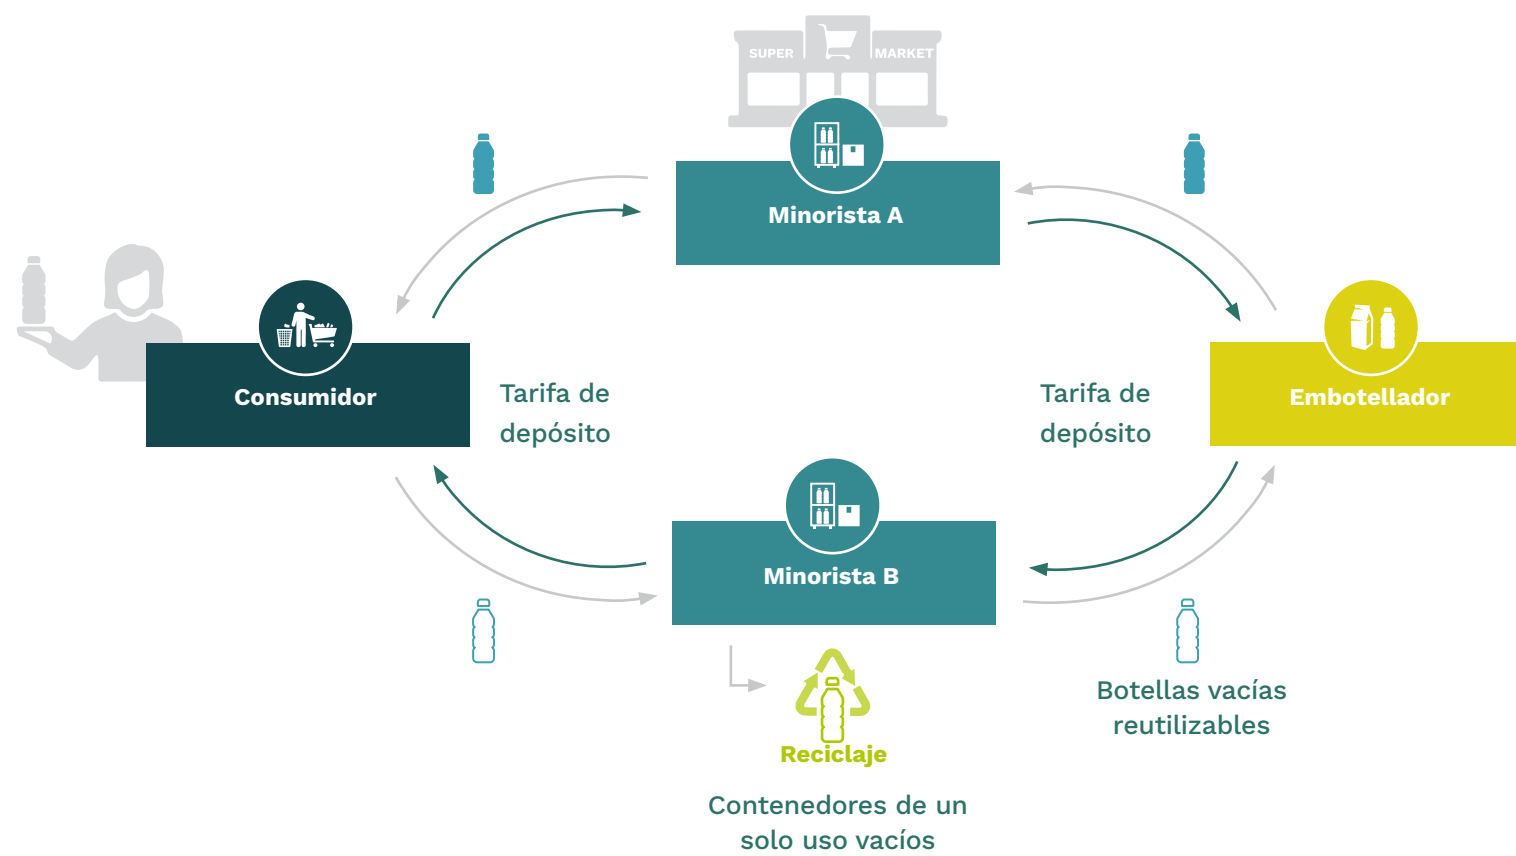 SUPER
MARKET
Minorista A
Consumidor
Tarifa de
depósito
Tarifa de
depósito
Embotellador
Minorista B
Reciclaje
Botellas vacías
reutilizables
Contenedores de un
solo uso vacíos